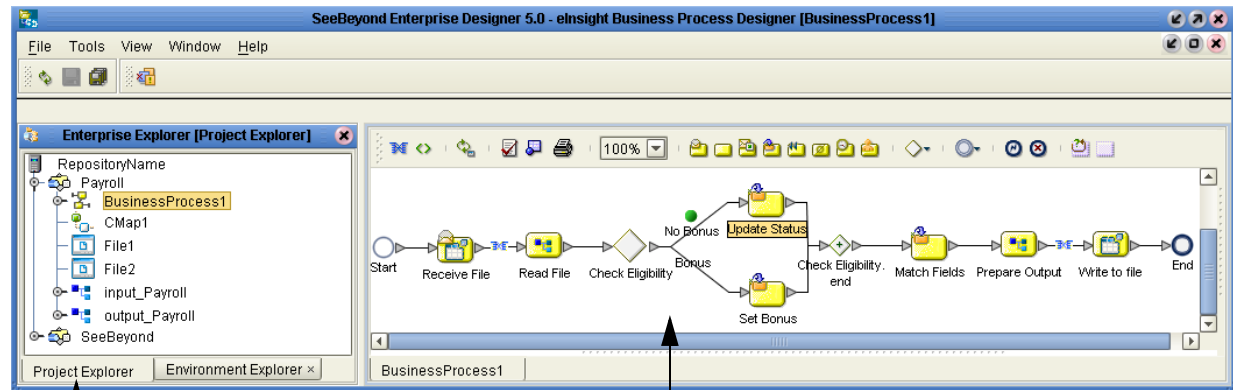 SeeBeyond Enterprise Designer 5.0 - eInsight Business Process Designer [BusinessProcess1]
File Tools View Window Help
Enterprise Explorer [Project Explorer]
100%
RepositoryName
Payroll
BusinessProcess1
CMap1
File1
File2
input_Payroll
output_Payroll
SeeBeyond
No Bonus
Update Status
Start
Receive File
Read File
Check Eligibility
Bonus
Check Eligibility.
end
Match Fields
Prepare Output
Write to file
End
Set Bonus
Project Explorer
Environment Explorer ×
BusinessProcess1